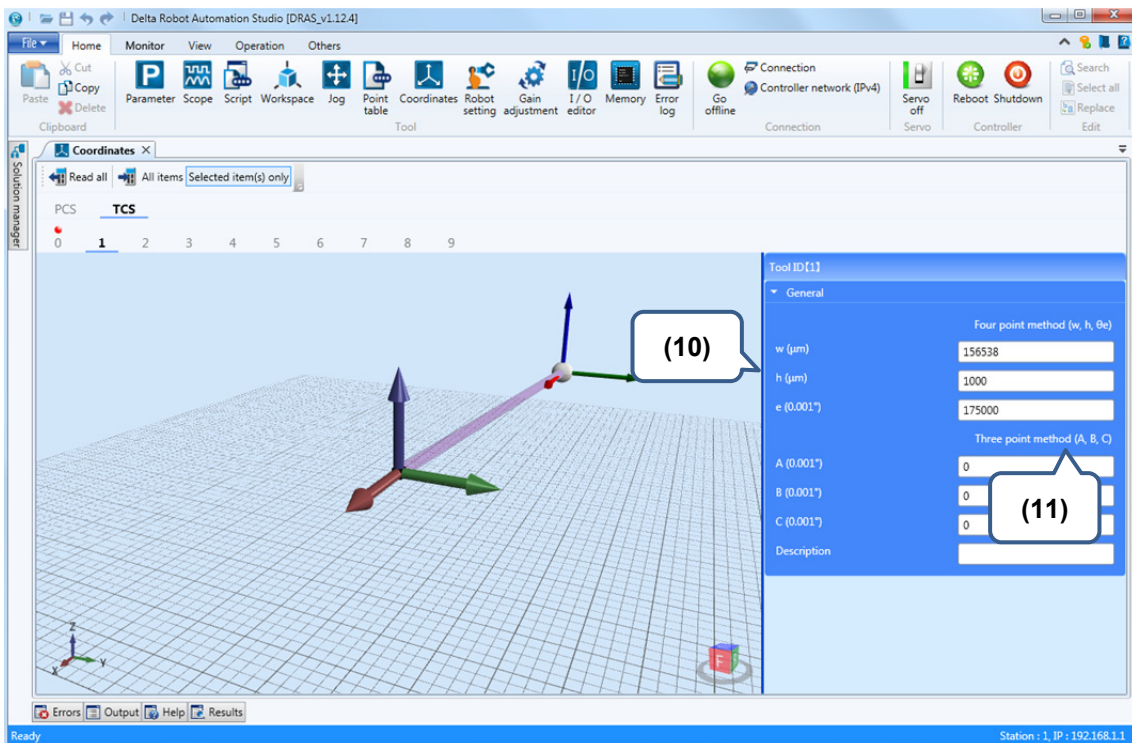 Delta Robot Automation Studio [DRAS_v1.12.4]
File Home Monitor View Operation Others
Paste Cut Copy Delete
Clipboard
Parameter Scope Script Workspace Jog Point table Coordinates Robot setting Gain adjustment I/O editor Memory Error log
Tool
Go offline Connection Controller network (IPv4)
Connection
Servo off
Servo
Reboot Shutdown
Controller
Search Select all Replace
Edit
Solution manager
Coordinates
Read all All items Selected item(s) only
PCS TCS
0 1 2 3 4 5 6 7 8 9
Tool ID【1】
General
Four point method (w, h, θe)
w (μm) 156538
h (μm) 1000
e (0.001°) 175000
Three point method (A, B, C)
A (0.001°) 0
B (0.001°) 0
C (0.001°) 0
Description
(10)
(11)
Z
X Y
F
Errors Output Help Results
Ready Station : 1, IP : 192.168.1.1